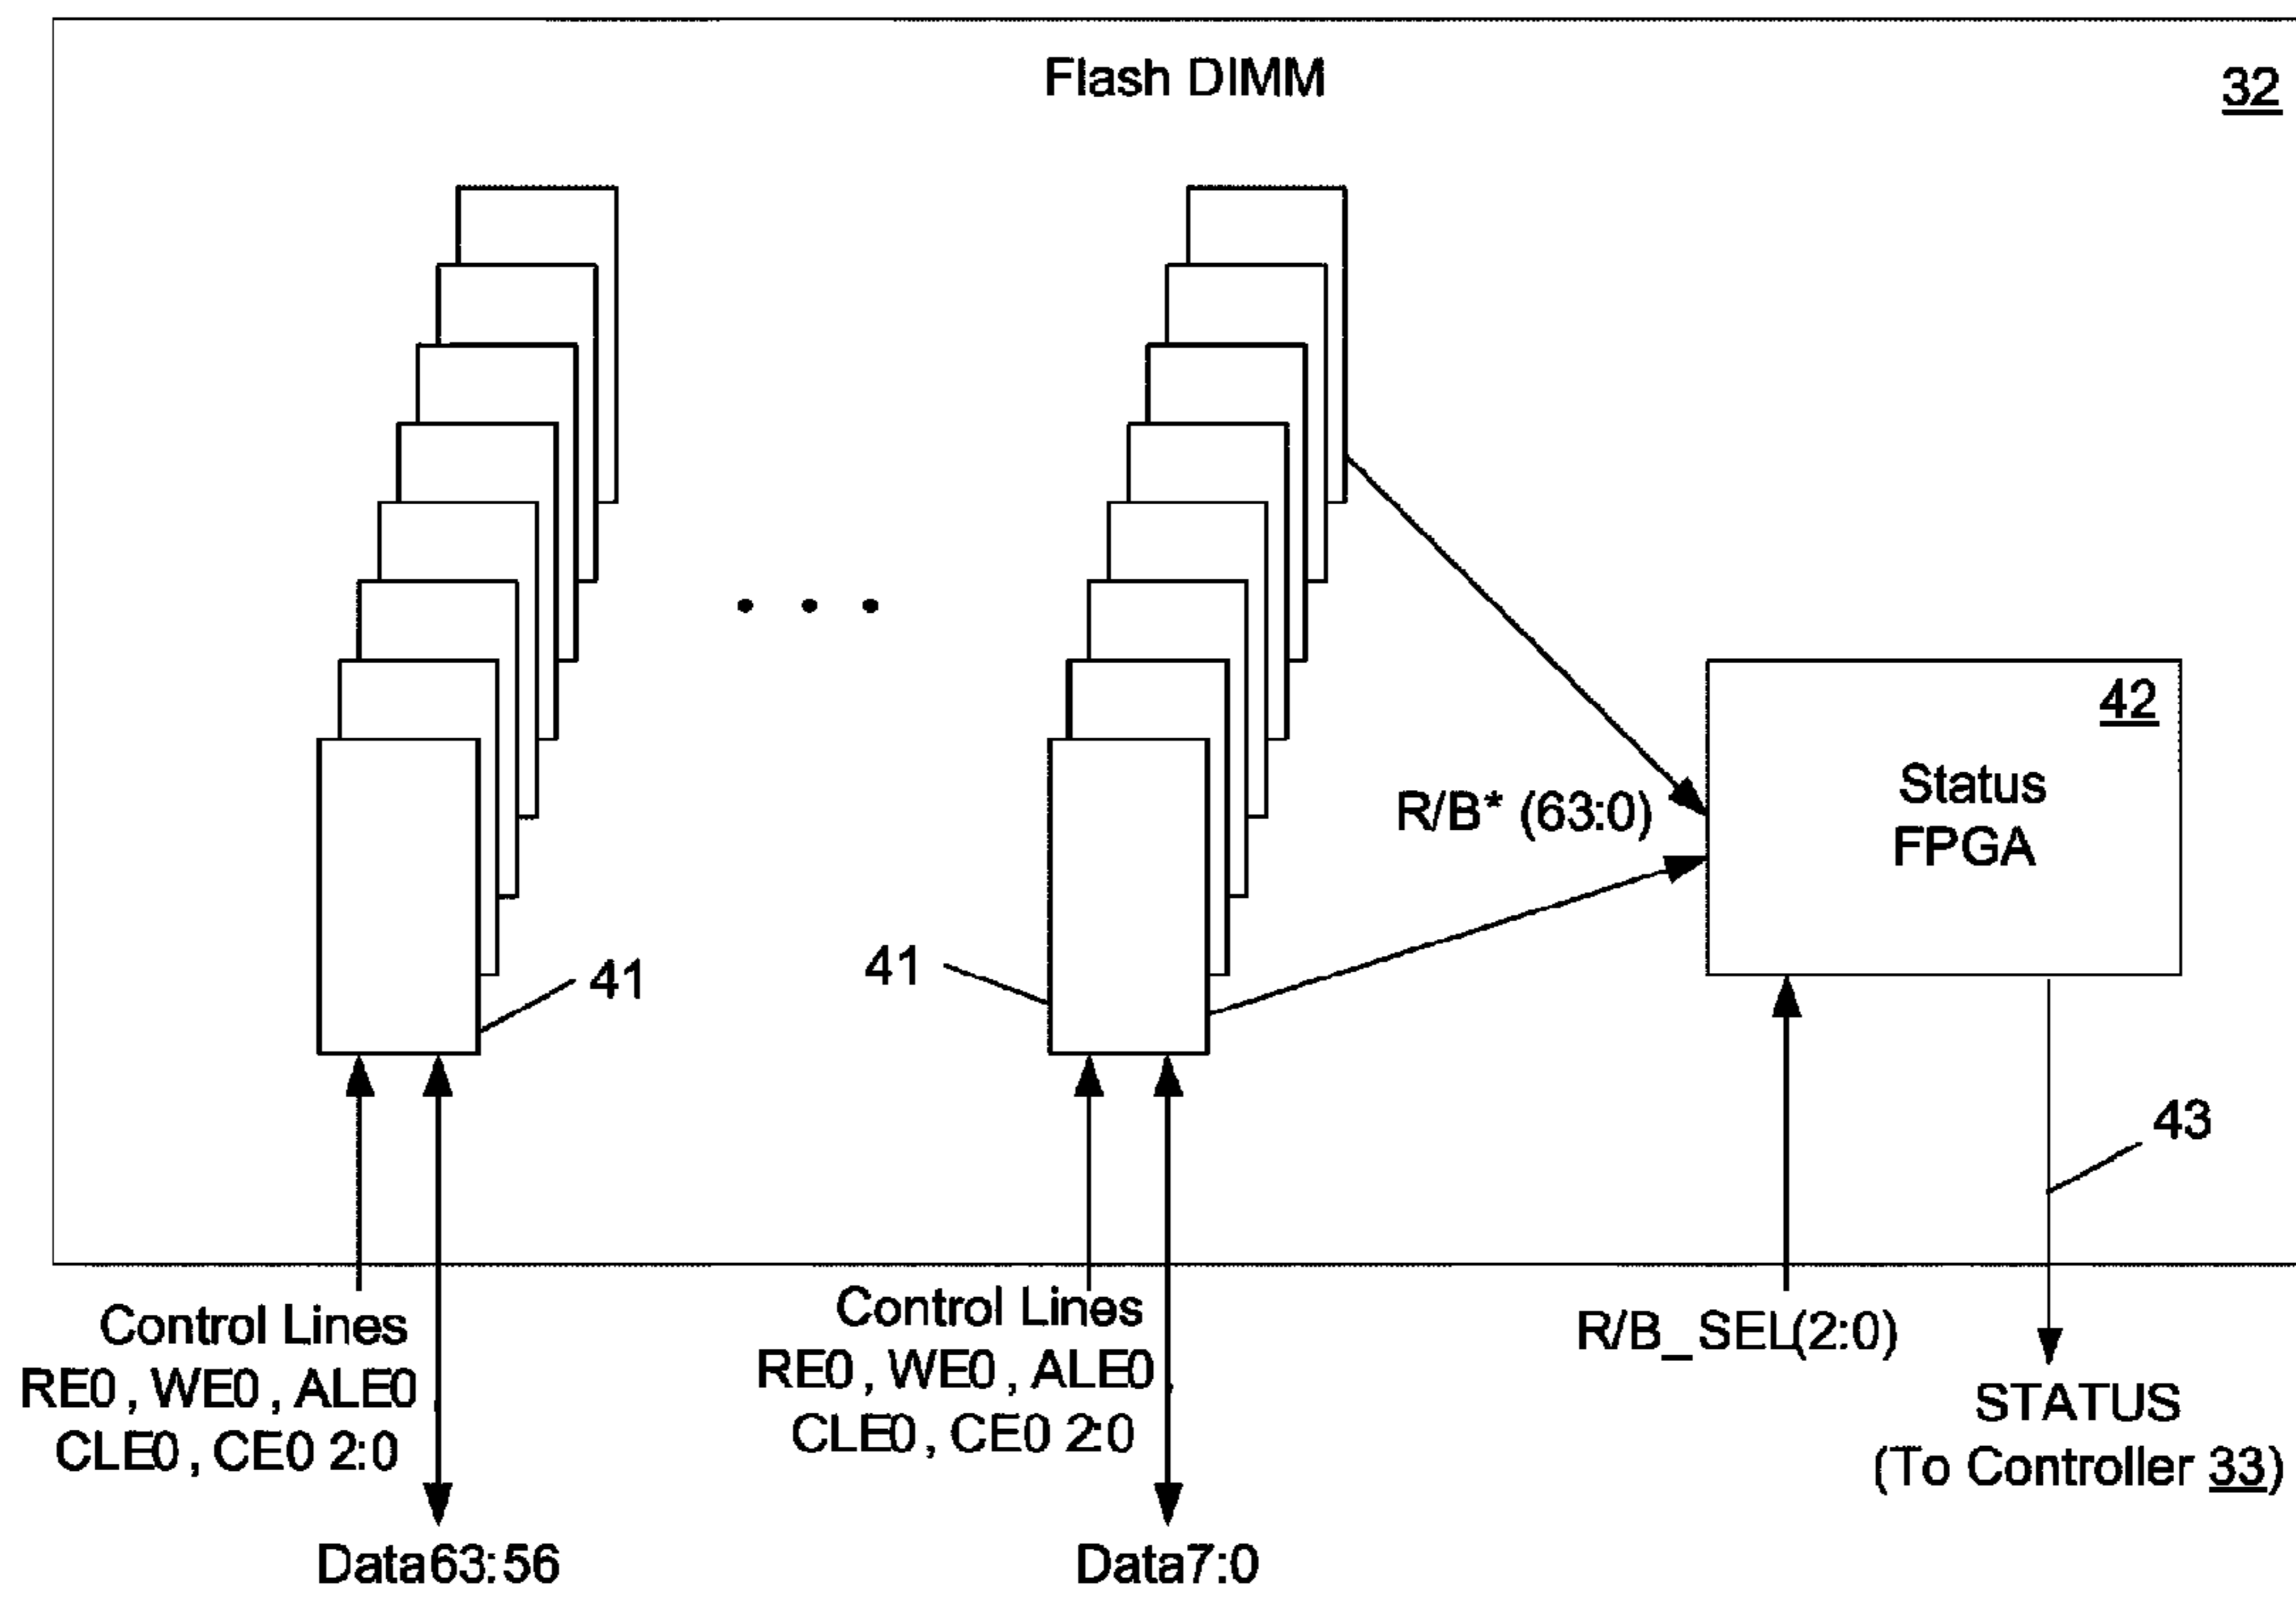 Flash DIMM
32
42
Status
FPGA
R/B* (63:0)
41
41
43
Control Lines
RE0, WE0, ALE0
CLE0, CE0 2:0
Control Lines
RE0, WE0, ALE0
CLE0, CE0 2:0
R/B_SEL(2:0)
STATUS
(To Controller 33)
Data63:56
Data7:0